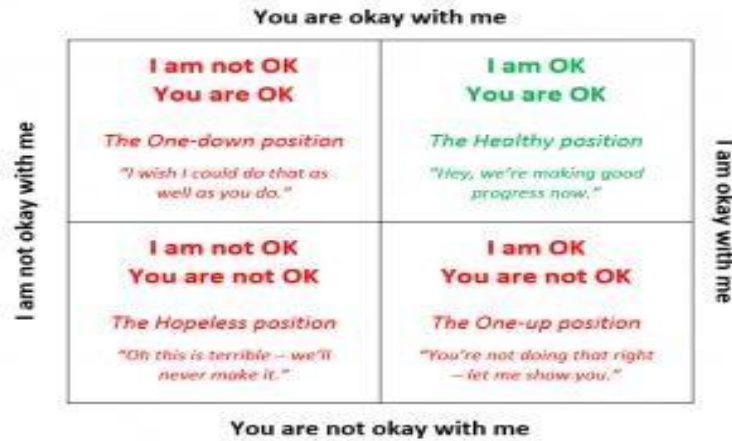 You are okay with me
I am not OK
You are OK
The One-down position
"I wish I could do that as
well as you do."
I am OK
You are OK
The Healthy position
"Hey, we're making good
progress now."
I am not okay with me
I am okay with me
I am not OK
You are not OK
The Hopeless position
"Oh this is terrible – we'll
never make it."
I am OK
You are not OK
The One-up position
"You're not doing that right
– let me show you."
You are not okay with me